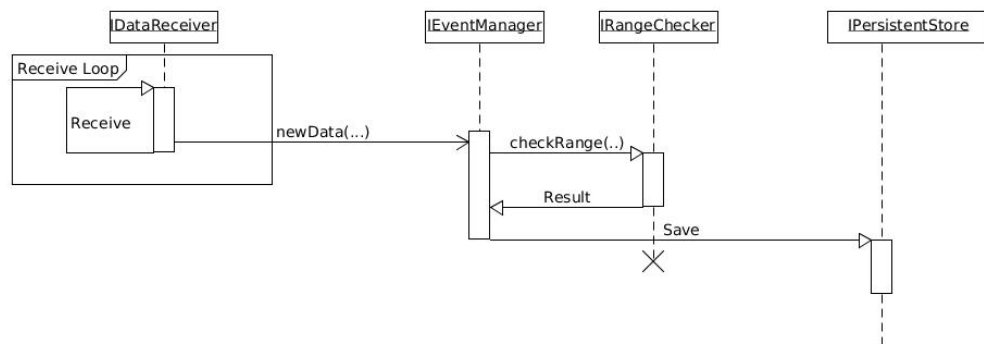 IDataReceiver
IEventManager
IRangeChecker
IPersistentStore
Receive Loop
Receive
newData(...)
checkRange(..)
Result
Save